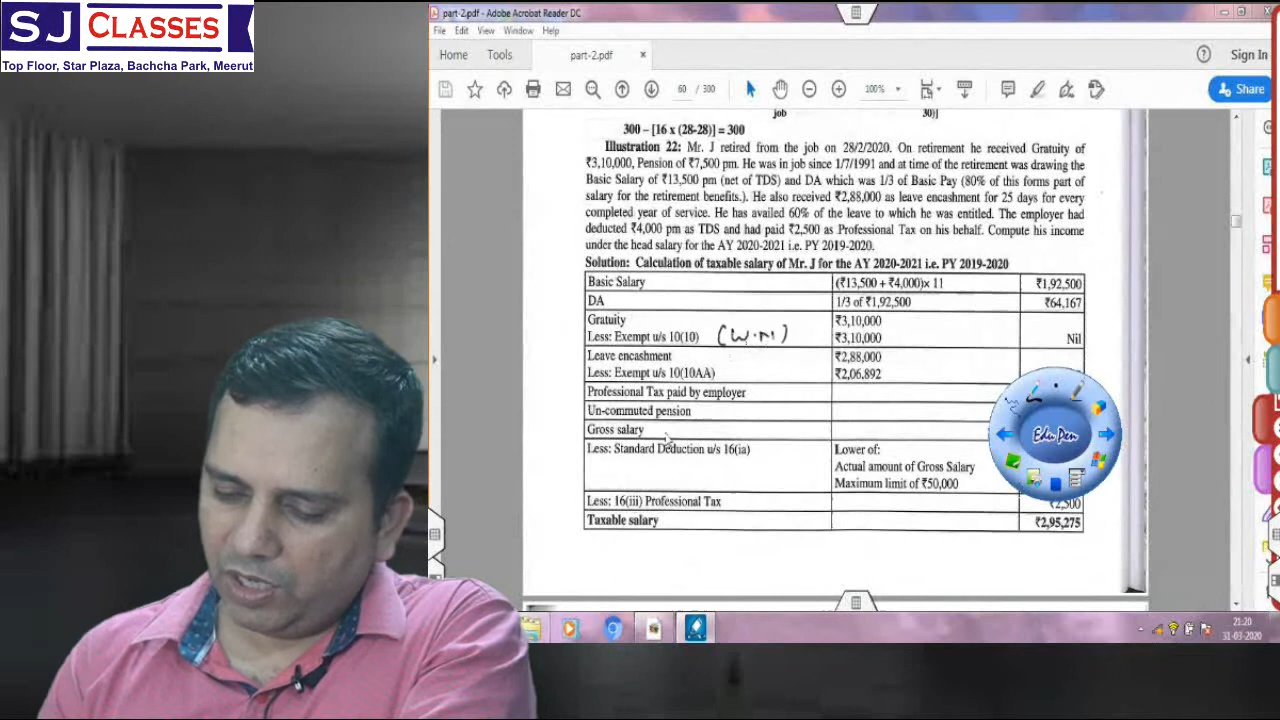 SJ CLASSES
Top Floor, Star Plaza, Bachcha Park, Meerut
part-2.pdf - Adobe Acrobat Reader DC
File Edit View Window Help
Home Tools part-2.pdf × ? Sign In
60 / 300 100% Share
job 30)]
300 – [16 x (28-28)] = 300
Illustration 22: Mr. J retired from the job on 28/2/2020. On retirement he received Gratuity of
₹3,10,000, Pension of ₹7,500 pm. He was in job since 1/7/1991 and at time of the retirement was drawing the
Basic Salary of ₹13,500 pm (net of TDS) and DA which was 1/3 of Basic Pay (80% of this forms part of
salary for the retirement benefits.). He also received ₹2,88,000 as leave encashment for 25 days for every
completed year of service. He has availed 60% of the leave to which he was entitled. The employer had
deducted ₹4,000 pm as TDS and had paid ₹2,500 as Professional Tax on his behalf. Compute his income
under the head salary for the AY 2020-2021 i.e. PY 2019-2020.
Solution: Calculation of taxable salary of Mr. J for the AY 2020-2021 i.e. PY 2019-2020
Basic Salary (₹13,500 + ₹4,000)× 11 ₹1,92,500
DA 1/3 of ₹1,92,500 ₹64,167
Gratuity ₹3,10,000
Less: Exempt u/s 10(10) ₹3,10,000 Nil
Leave encashment ₹2,88,000
Less: Exempt u/s 10(10AA) ₹2,06,892
Professional Tax paid by employer
Un-commuted pension
Gross salary
Less: Standard Deduction u/s 16(ia) Lower of:
Actual amount of Gross Salary
Maximum limit of ₹50,000
Less: 16(iii) Professional Tax ₹2,500
Taxable salary ₹2,95,275
Edu Pen
21:20
31-03-2020